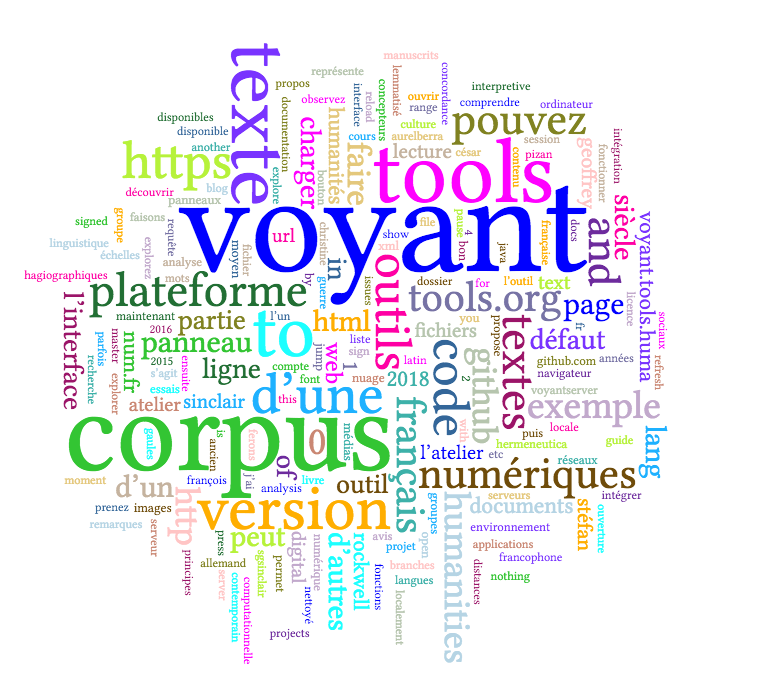 manuscrits
représente
lemmatisé
concordance
propos
interface
reload
concepteurs
ouvrir
interpretive
observez
range
comprendre
ordinateur
disponibles
disponible
another
texte
documentation
charger
humanités
culture
cours
aurelberra
pouvez
session
intégration
https
explore
bouton
faire
lecture
césar
contenu
pizan
geoffrey
fonctionner
tools
découvrir
blog
panneaux
siècle
voyant
signed
groupe
faisons
requête
url
christine
file
show
pause
4
bon
java
française
docs
and
voyant.tools.huma
linguistique
échelles
explorez
analyse
moyen
fichier
in
by
guerre
xml
hagiographiques
mots
issues
outils
dossier
for
l'outil
text
plateforme
tools.org
page
licence
l'interface
maintenant
partie
l'un
to
html
fichiers
you
propose
textes
fr
années
sociaux
refresh
num.fr
2016
panneau
jump
web
liste
sign
1
code
github
défaut
parfois
master
2015
ligne
compte
latin
github.com
recherche
explorer
s'agit
ensuite
font
nuage
2018
2
navigateur
essais
d'une
voyantserver
atelier
sinclair
this
français
with
exemple
corpus
0
puis
locale
gaules
is
ancien
ferons
médias
l'atelier
etc
hermeneutica
guide
lang
of
réseaux
numériques
moment
d'un
françois
j'ai
analysis
livre
outil
groupes
serveurs
intégrer
prenez
images
http
version
humanities
documents
stéfan
ouverture
remarques
serveur
environnement
press
peut
digital
numérique
d'autres
rockwell
avis
projet
open
applications
francophone
principes
allemand
sgsinclair
permet
fonctions
branches
langues
distances
nothing
server
contemporain
computationnelle
nettoyé
localement
projects